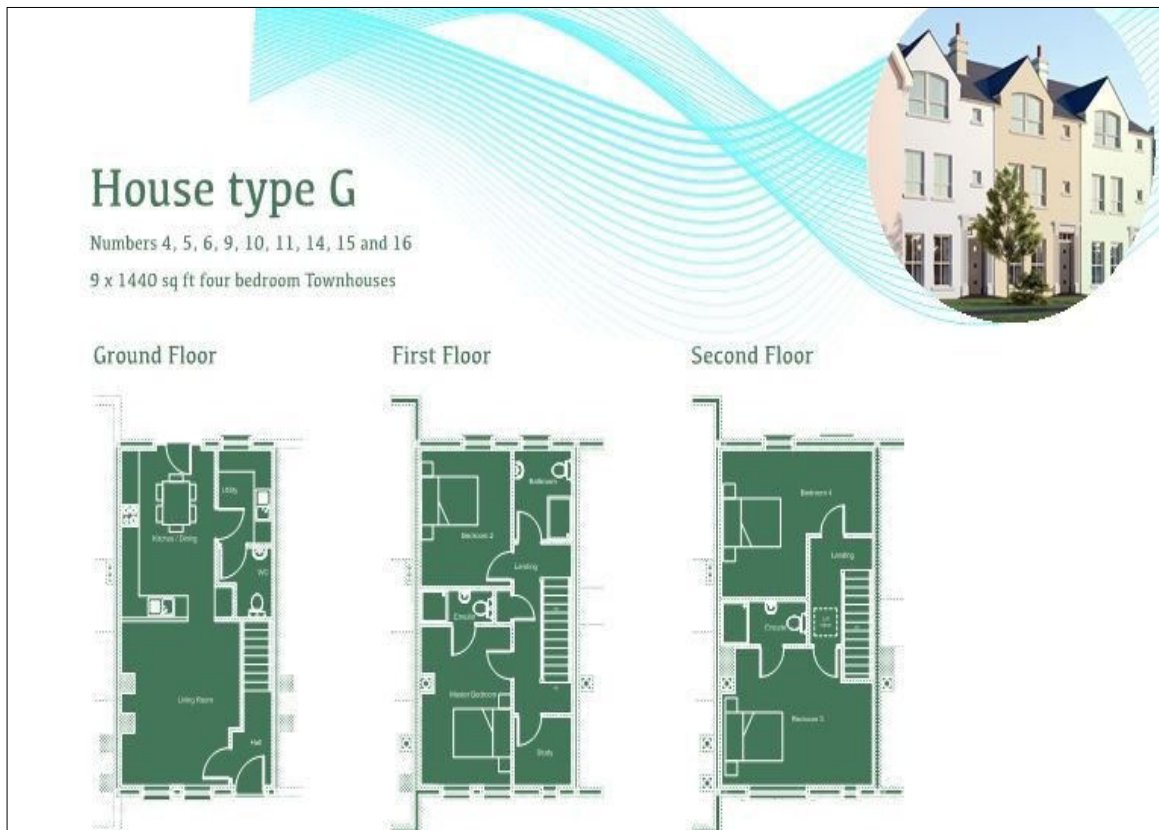 House type G
Numbers 4, 5, 6, 9, 10, 11, 14, 15 and 16
9 x 1440 sq ft four bedroom Townhouses
Ground Floor
Utility
Kitchen / Dining
WC
Living Room
Hall
First Floor
Bathroom
Bedroom 2
Landing
Ensuite
Master Bedroom
Study
Second Floor
Bedroom 4
Landing
Ensuite
Bedroom 3